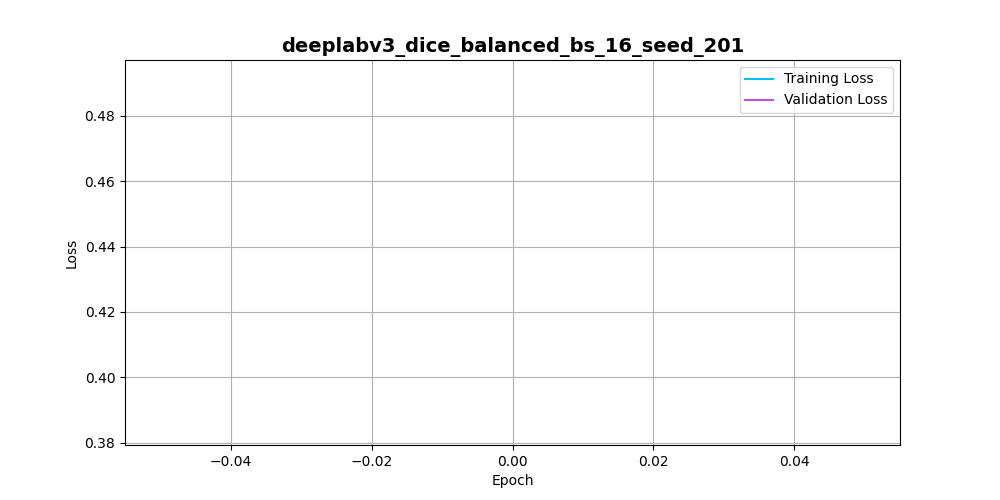 deeplabv3_dice_balanced_bs_16_seed_201
Training Loss
Validation Loss
0.48
0.46
0.44
0.42
0.40
0.38
Loss
−0.04
−0.02
0.00
0.02
0.04
Epoch